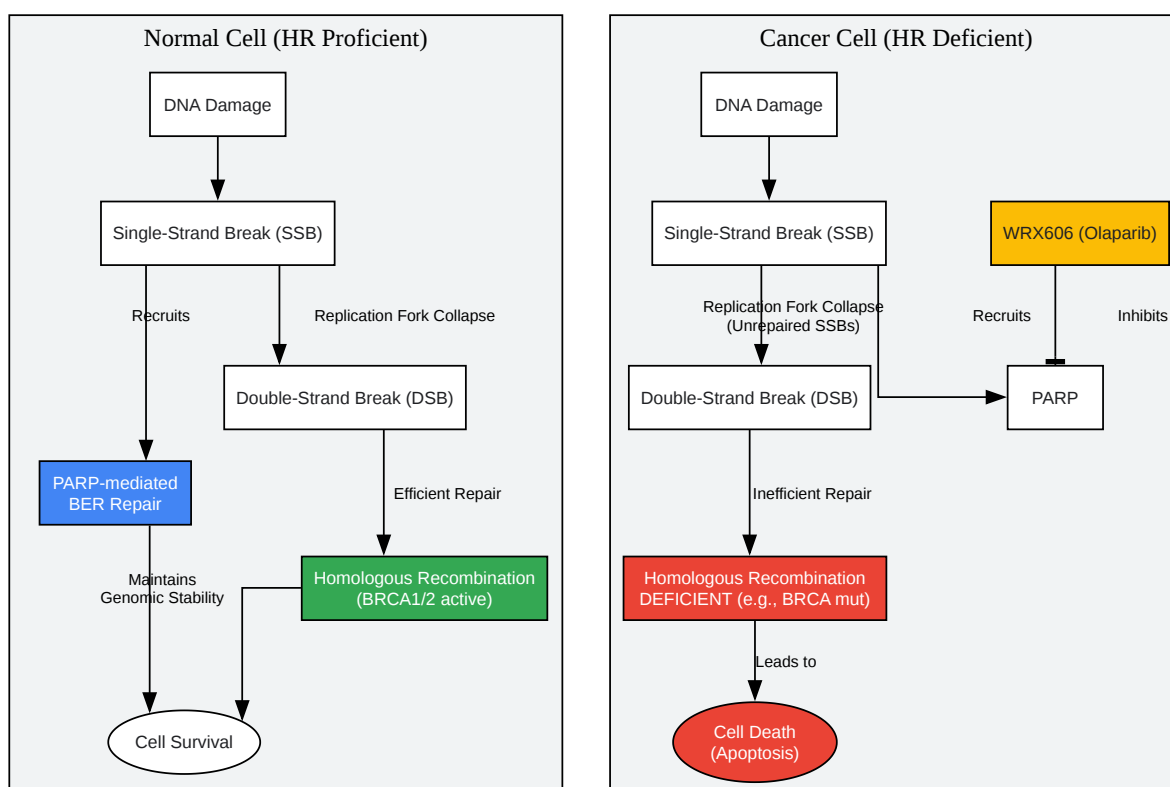 Normal Cell (HR Proficient)
DNA Damage
Single-Strand Break (SSB)
Recruits
Replication Fork Collapse
Double-Strand Break (DSB)
PARP-mediated
BER Repair
Efficient Repair
Maintains
Genomic Stability
Homologous Recombination
(BRCA1/2 active)
Cell Survival
Cancer Cell (HR Deficient)
DNA Damage
Single-Strand Break (SSB)
WRX606 (Olaparib)
Replication Fork Collapse
(Unrepaired SSBs)
Recruits
Inhibits
Double-Strand Break (DSB)
PARP
Inefficient Repair
Homologous Recombination
DEFICIENT (e.g., BRCA mut)
Leads to
Cell Death
(Apoptosis)